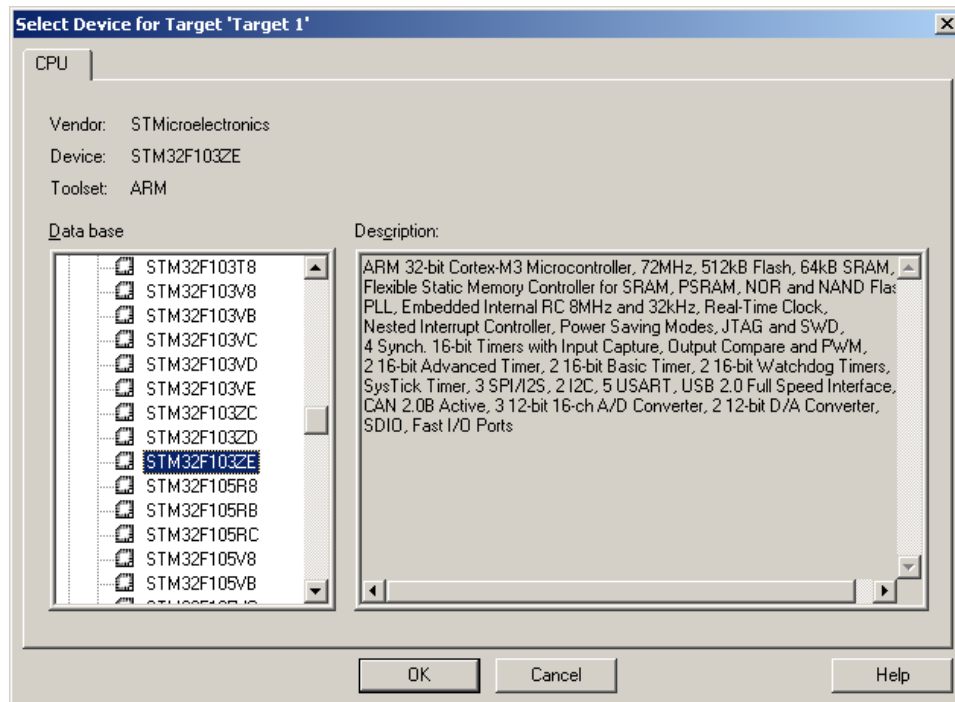 Select Device for Target 'Target 1'
CPU
Vendor: STMicroelectronics
Device: STM32F103ZE
Toolset: ARM
Data base
Description:
STM32F103T8
STM32F103V8
STM32F103VB
STM32F103VC
STM32F103VD
STM32F103VE
STM32F103ZC
STM32F103ZD
STM32F103ZE
STM32F105R8
STM32F105RB
STM32F105RC
STM32F105V8
STM32F105VB
ARM 32-bit Cortex-M3 Microcontroller, 72MHz, 512kB Flash, 64kB SRAM,
Flexible Static Memory Controller for SRAM, PSRAM, NOR and NAND Flas
PLL, Embedded Internal RC 8MHz and 32kHz, Real-Time Clock,
Nested Interrupt Controller, Power Saving Modes, JTAG and SWD,
4 Synch. 16-bit Timers with Input Capture, Output Compare and PWM,
2 16-bit Advanced Timer, 2 16-bit Basic Timer, 2 16-bit Watchdog Timers,
SysTick Timer, 3 SPI/I2S, 2 I2C, 5 USART, USB 2.0 Full Speed Interface,
CAN 2.0B Active, 3 12-bit 16-ch A/D Converter, 2 12-bit D/A Converter,
SDIO, Fast I/O Ports
OK
Cancel
Help